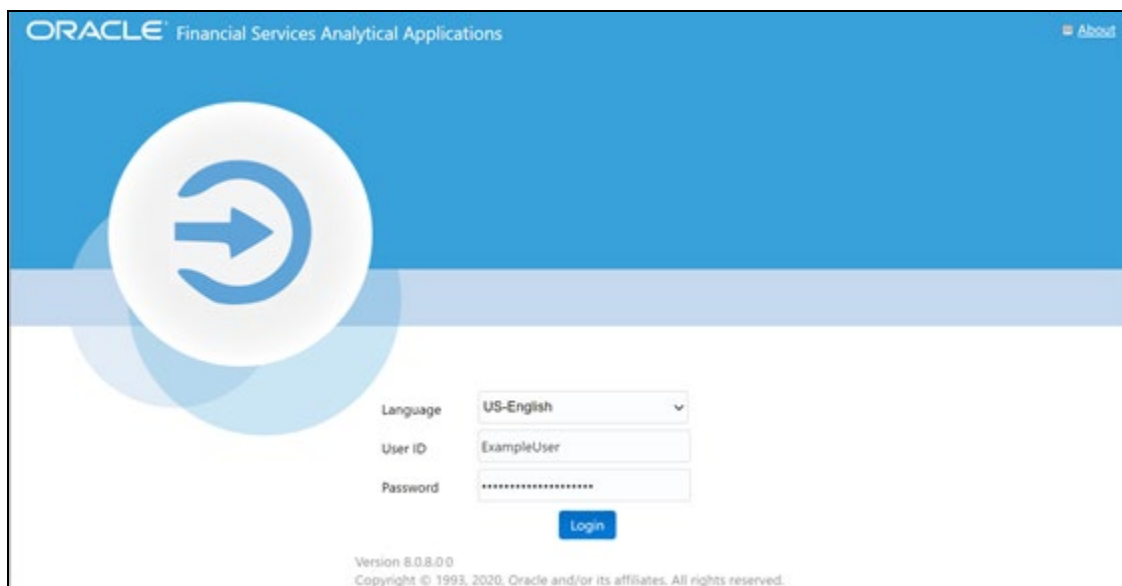 ORACLE Financial Services Analytical Applications
About
Language US-English
User ID ExampleUser
Password ••••••••••••••••••••
Login
Version 8.0.8.0.0
Copyright © 1993, 2020, Oracle and/or its affiliates. All rights reserved.